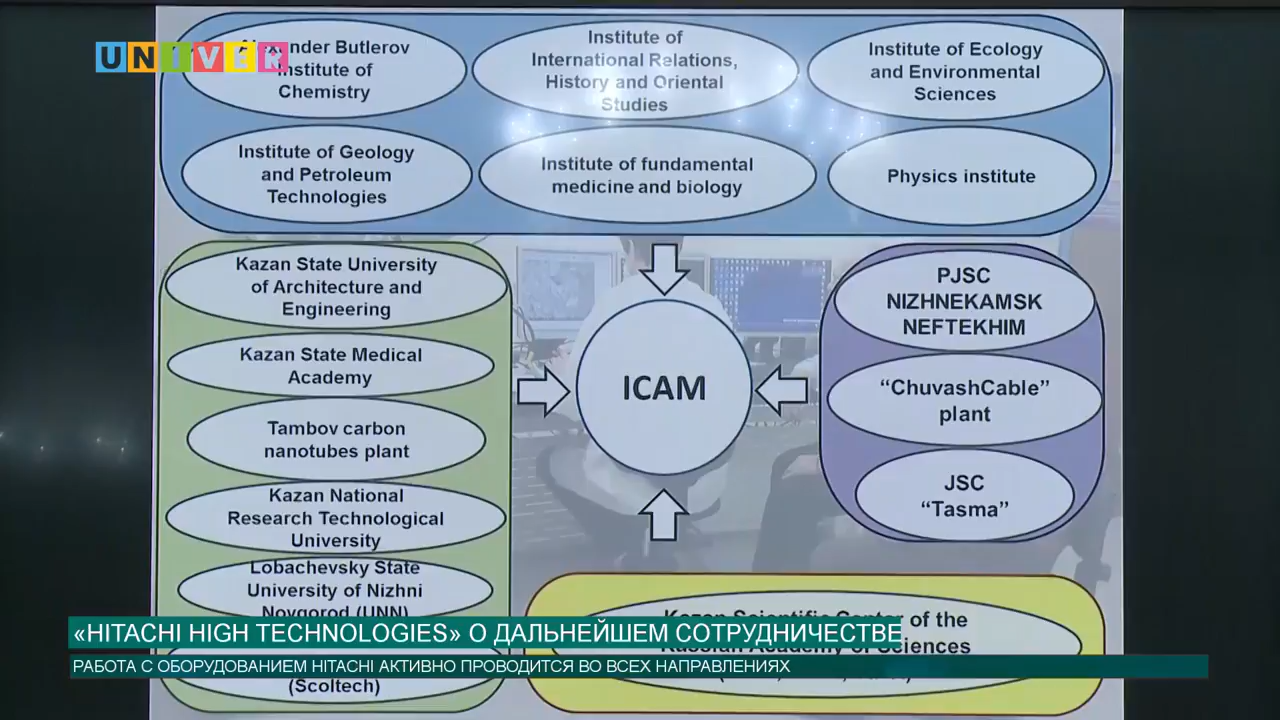 UNIVER
Butlerov
Institute of
Chemistry
Institute of
International Relations,
History and Oriental
Studies
Institute of Ecology
and Environmental
Sciences
Institute of Geology
and Petroleum
Technologies
Institute of fundamental
medicine and biology
Physics institute
Kazan State University
of Architecture and
Engineering
Kazan State Medical
Academy
Tambov carbon
nanotubes plant
Kazan National
Research Technological
University
Lobachevsky State
University of Nizhni
Novgorod (UNN)
(Scoltech)
ICAM
PJSC
NIZHNEKAMSK
NEFTEKHIM
“ChuvashCable”
plant
JSC
“Tasma”
Kazan Scientific Center of the
Russian Academy of Sciences
«HITACHI HIGH TECHNOLOGIES» О ДАЛЬНЕЙШЕМ СОТРУДНИЧЕСТВЕ
РАБОТА С ОБОРУДОВАНИЕМ HITACHI АКТИВНО ПРОВОДИТСЯ ВО ВСЕХ НАПРАВЛЕНИЯХ